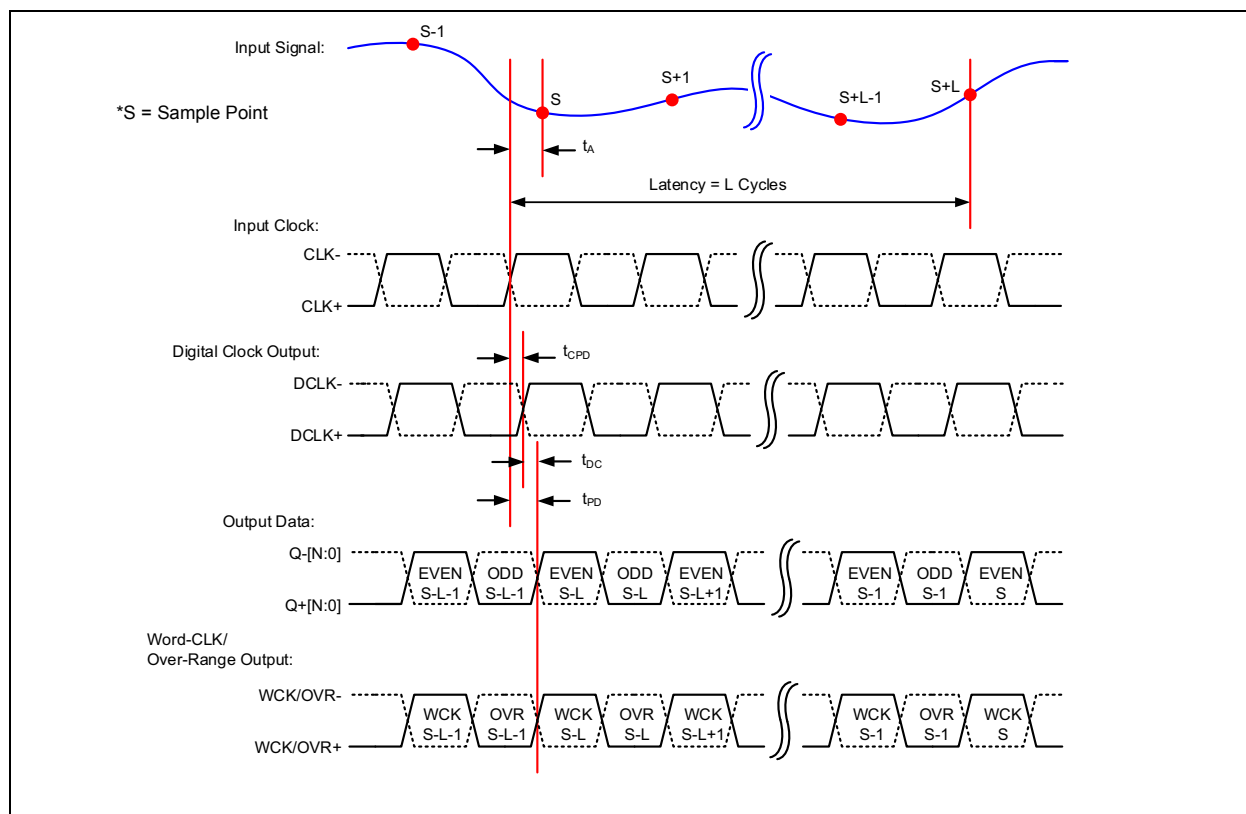 Input Signal:
S-1
S
S+1
S+L-1
S+L
*S = Sample Point
tA
Latency = L Cycles
Input Clock:
CLK-
CLK+
Digital Clock Output:
tCPD
DCLK-
DCLK+
tDC
tPD
Output Data:
Q-[N:0]
Q+[N:0]
EVEN S-L-1
ODD S-L-1
EVEN S-L
ODD S-L
EVEN S-L+1
EVEN S-1
ODD S-1
EVEN S
Word-CLK/
Over-Range Output:
WCK/OVR-
WCK/OVR+
WCK S-L-1
OVR S-L-1
WCK S-L
OVR S-L
WCK S-L+1
WCK S-1
OVR S-1
WCK S